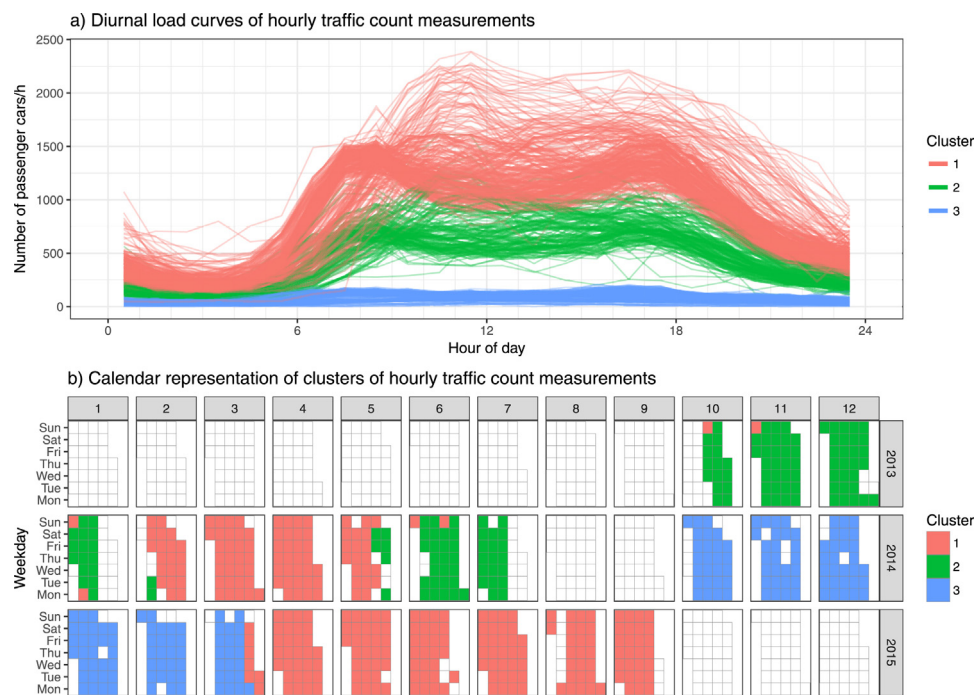 a) Diurnal load curves of hourly traffic count measurements
2500
2000
1500
1000
500
0
Number of passenger cars/h
0 6 12 18 24
Hour of day
Cluster
1
2
3
b) Calendar representation of clusters of hourly traffic count measurements
1 2 3 4 5 6 7 8 9 10 11 12
Sun
Sat
Fri
Thu
Wed
Tue
Mon
2013
Sun
Sat
Fri
Thu
Wed
Tue
Mon
2014
Sun
Sat
Fri
Thu
Wed
Tue
Mon
2015
Weekday
Cluster
1
2
3